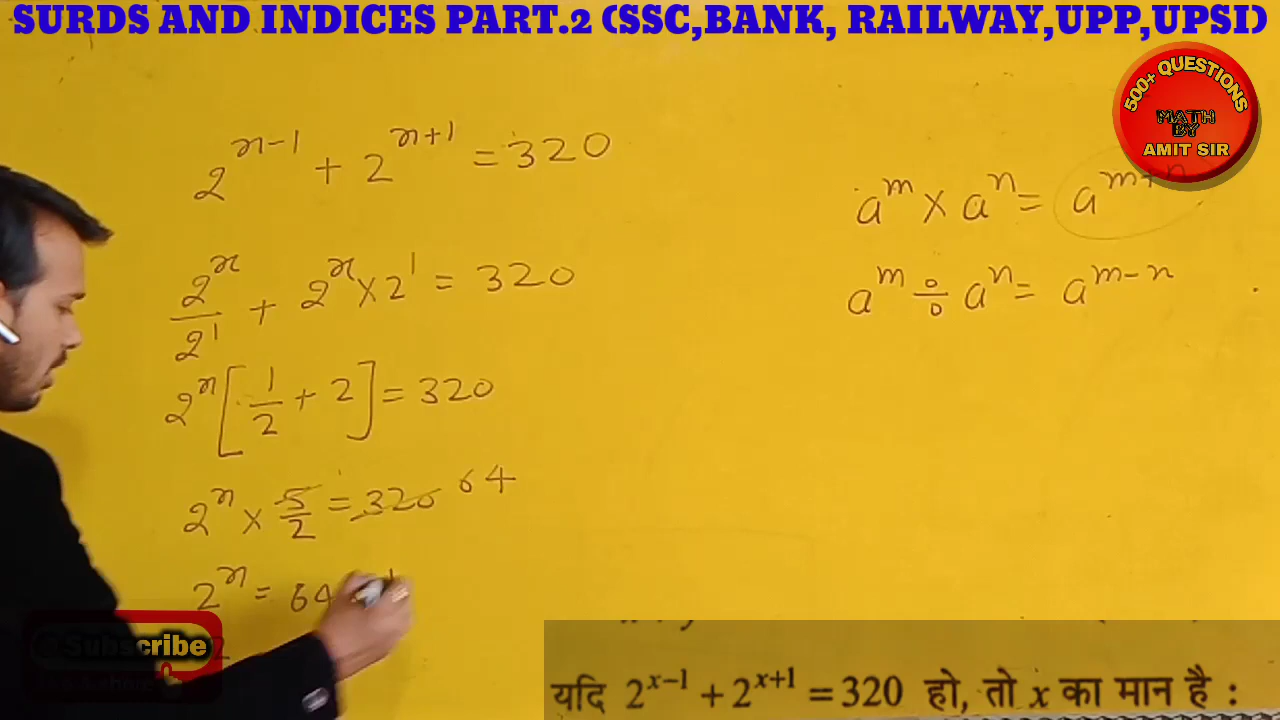 SURDS AND INDICES PART.2 (SSC,BANK, RAILWAY,UPP,UPSI)
500+ QUESTIONS
MATH
BY
AMIT SIR
2^{x-1} + 2^{x+1} = 320
2^x/2^1 + 2^x × 2^1 = 320
2^x [1/2 + 2] = 320
2^x × 5/2 = 320 64
2^x = 64
a^m × a^n = a^{m+n}
a^m ÷ a^n = a^{m-n}
Subscribe
यदि 2^{x-1} + 2^{x+1} = 320 हो, तो x का मान है :